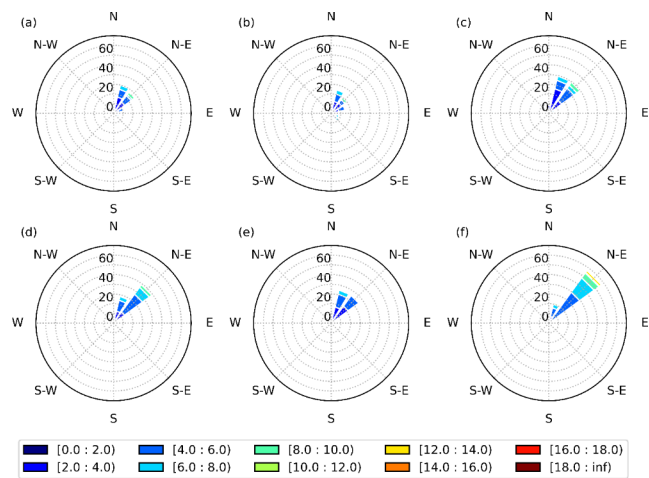 (a) N (b) N (c) N
N-W N-E N-W N-E N-W N-E
60 60 60
40 40 40
20 20 20
W 0 E W 0 E W 0 E
S-W S-E S-W S-E S-W S-E
S S S
(d) N (e) N (f) N
N-W N-E N-W N-E N-W N-E
60 60 60
40 40 40
20 20 20
W 0 E W 0 E W 0 E
S-W S-E S-W S-E S-W S-E
S S S
[0.0 : 2.0) [4.0 : 6.0) [8.0 : 10.0) [12.0 : 14.0) [16.0 : 18.0)
[2.0 : 4.0) [6.0 : 8.0) [10.0 : 12.0) [14.0 : 16.0) [18.0 : inf)